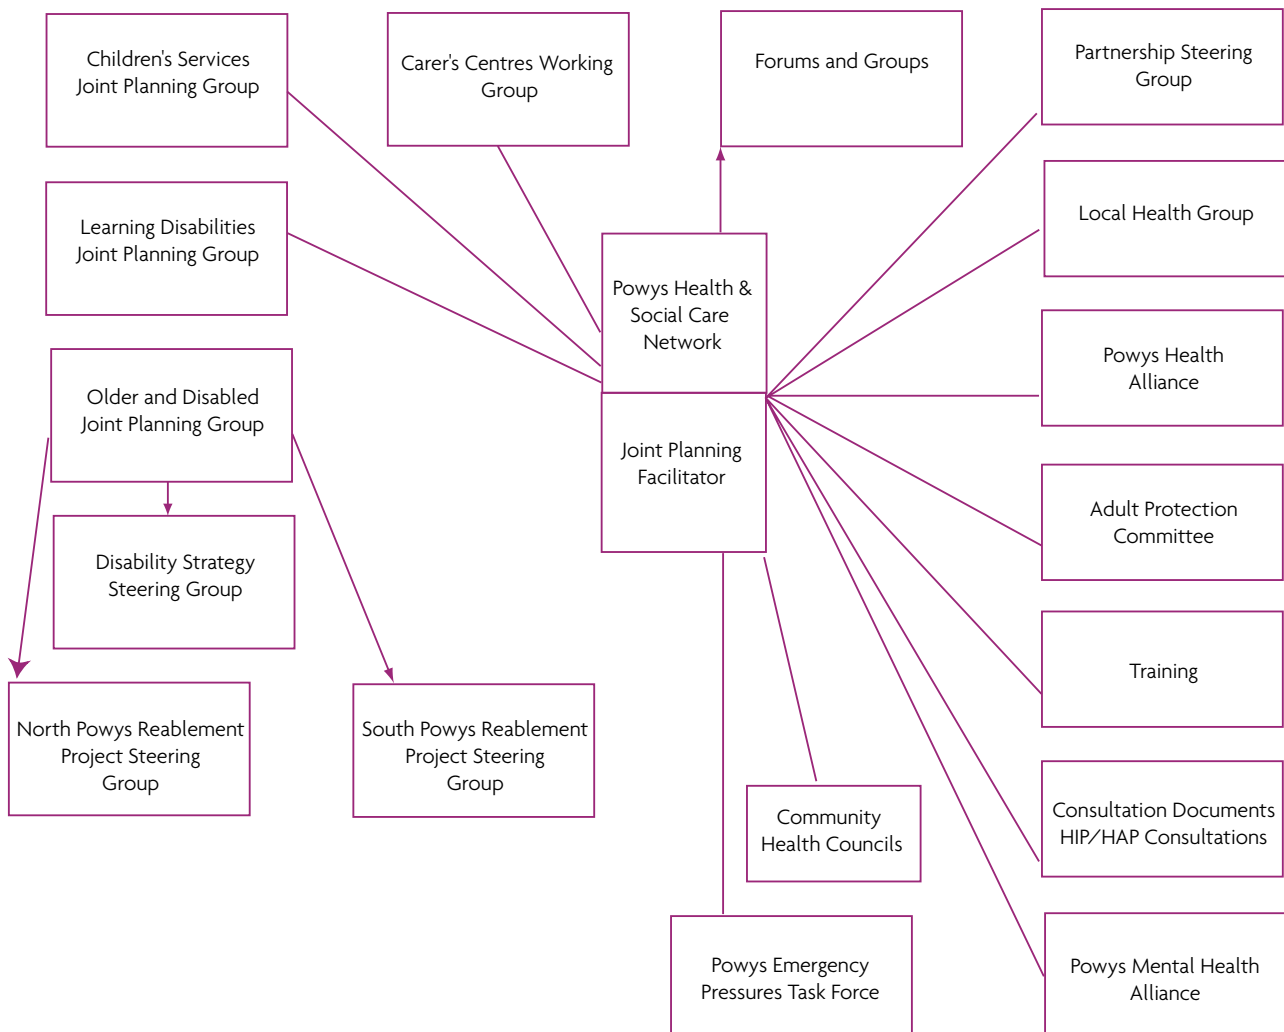 Children's Services
Joint Planning Group
Carer's Centres Working
Group
Forums and Groups
Partnership Steering
Group
Learning Disabilities
Joint Planning Group
Local Health Group
Powys Health &
Social Care
Network
Powys Health
Alliance
Older and Disabled
Joint Planning Group
Joint Planning
Facilitator
Adult Protection
Committee
Disability Strategy
Steering Group
Training
North Powys Reablement
Project Steering
Group
South Powys Reablement
Project Steering
Group
Community
Health Councils
Consultation Documents
HIP/HAP Consultations
Powys Emergency
Pressures Task Force
Powys Mental Health
Alliance